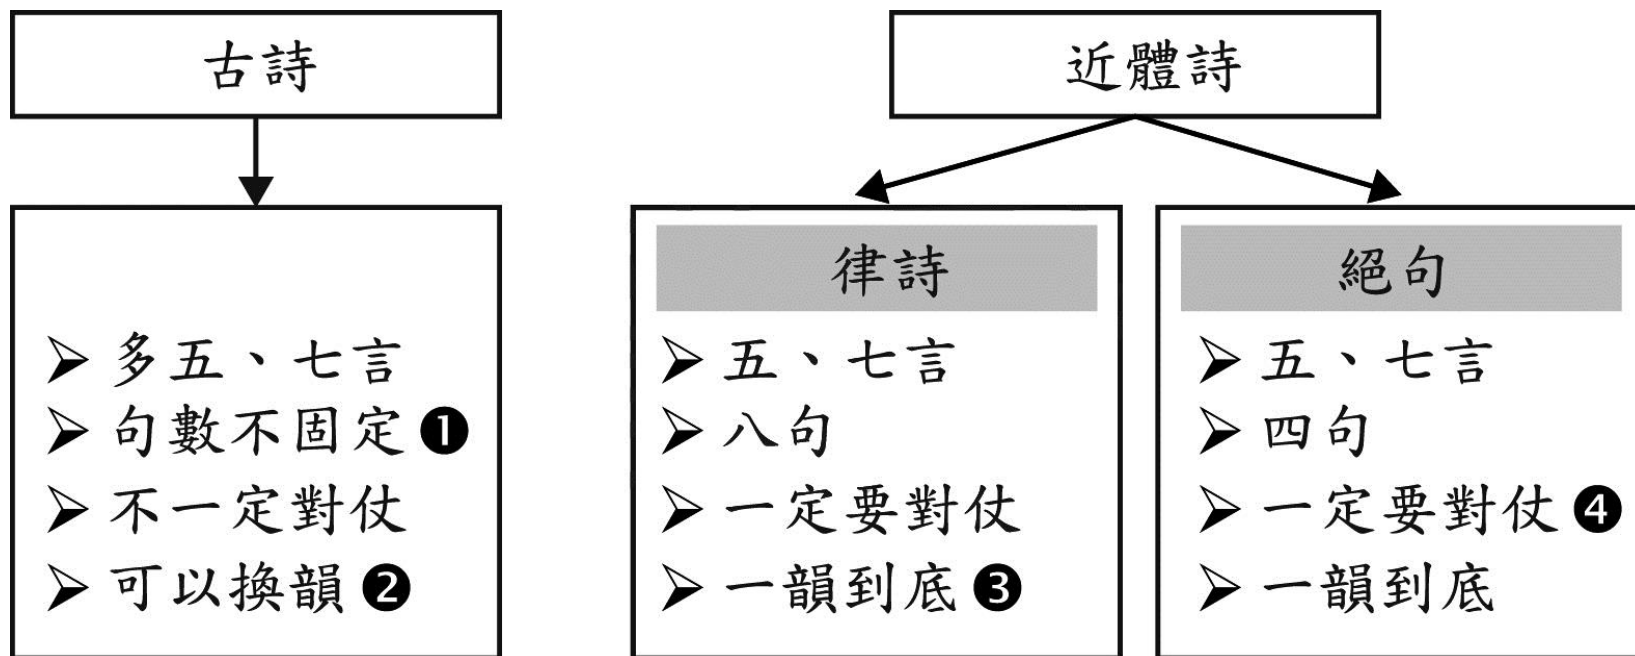 古詩
多五、七言
句數不固定❶
不一定對仗
可以換韻❷
近體詩
律詩
五、七言
八句
一定要對仗
一韻到底❸
絕句
五、七言
四句
一定要對仗❹
一韻到底